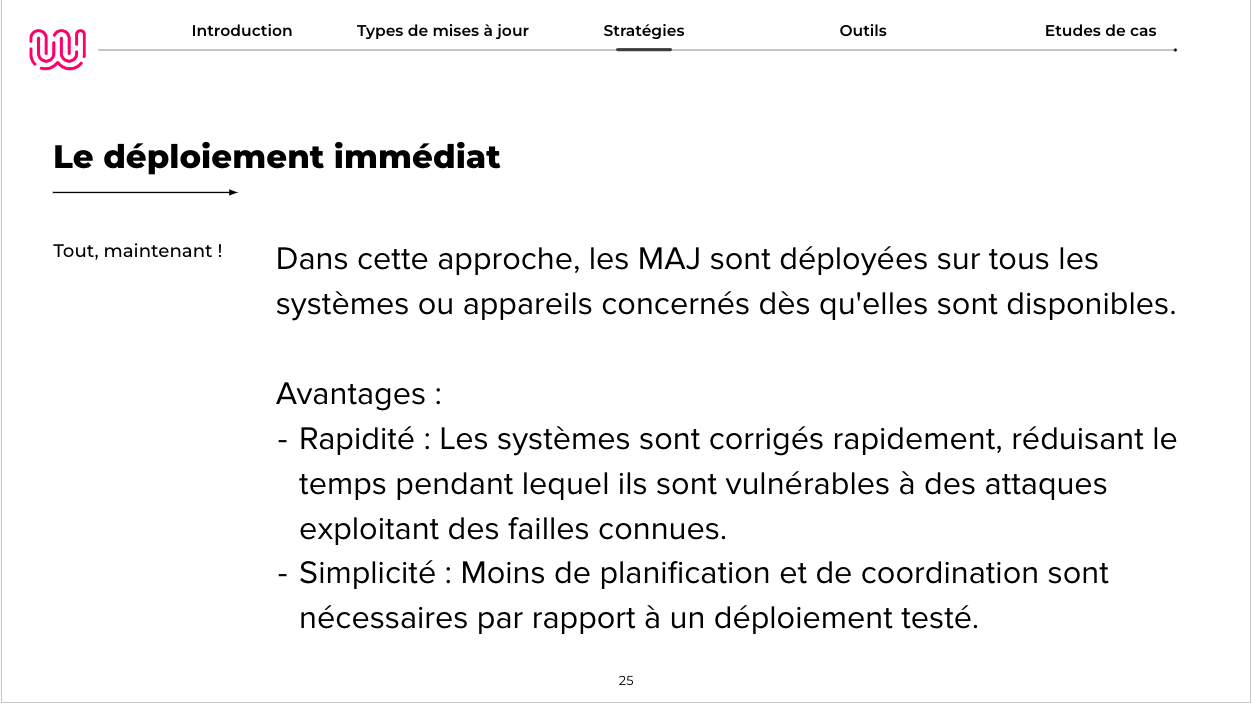 Introduction
Types de mises à jour
Stratégies
Outils
Etudes de cas
Le déploiement immédiat
Tout, maintenant !
Dans cette approche, les MAJ sont déployées sur tous les
systèmes ou appareils concernés dès qu'elles sont disponibles.
Avantages :
- Rapidité : Les systèmes sont corrigés rapidement, réduisant le
temps pendant lequel ils sont vulnérables à des attaques
exploitant des failles connues.
- Simplicité : Moins de planification et de coordination sont
nécessaires par rapport à un déploiement testé.
25